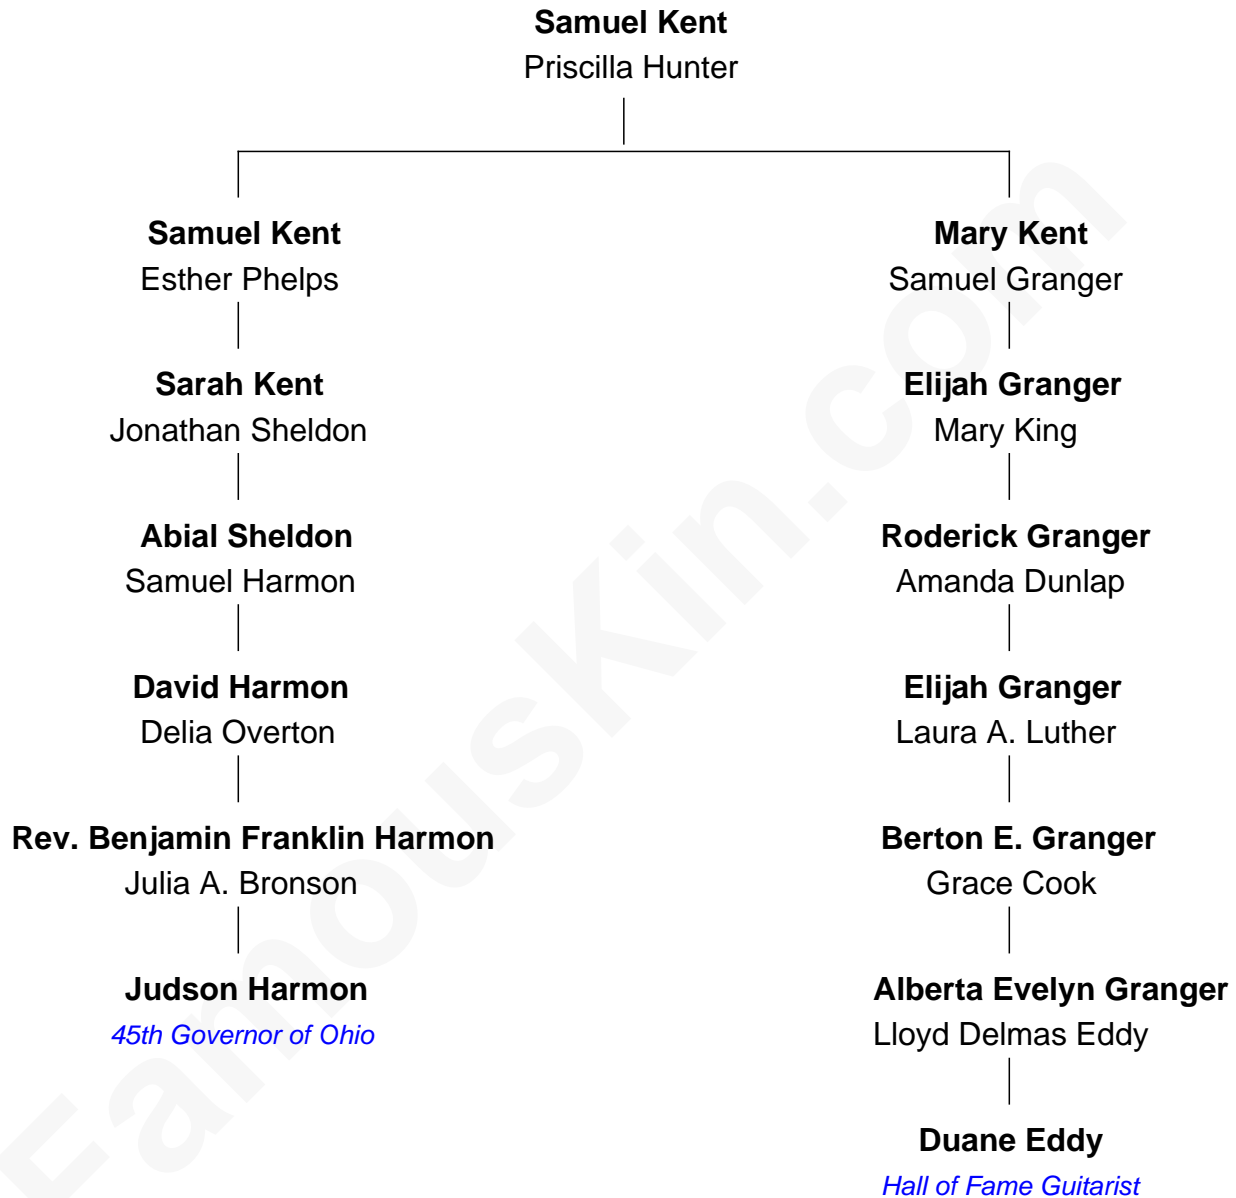 Samuel Kent
Priscilla Hunter
Samuel Kent
Esther Phelps
Mary Kent
Samuel Granger
Sarah Kent
Jonathan Sheldon
Elijah Granger
Mary King
Abial Sheldon
Samuel Harmon
Roderick Granger
Amanda Dunlap
David Harmon
Delia Overton
Elijah Granger
Laura A. Luther
Rev. Benjamin Franklin Harmon
Julia A. Bronson
Berton E. Granger
Grace Cook
Judson Harmon
45th Governor of Ohio
Alberta Evelyn Granger
Lloyd Delmas Eddy
Duane Eddy
Hall of Fame Guitarist
FamousKin.com